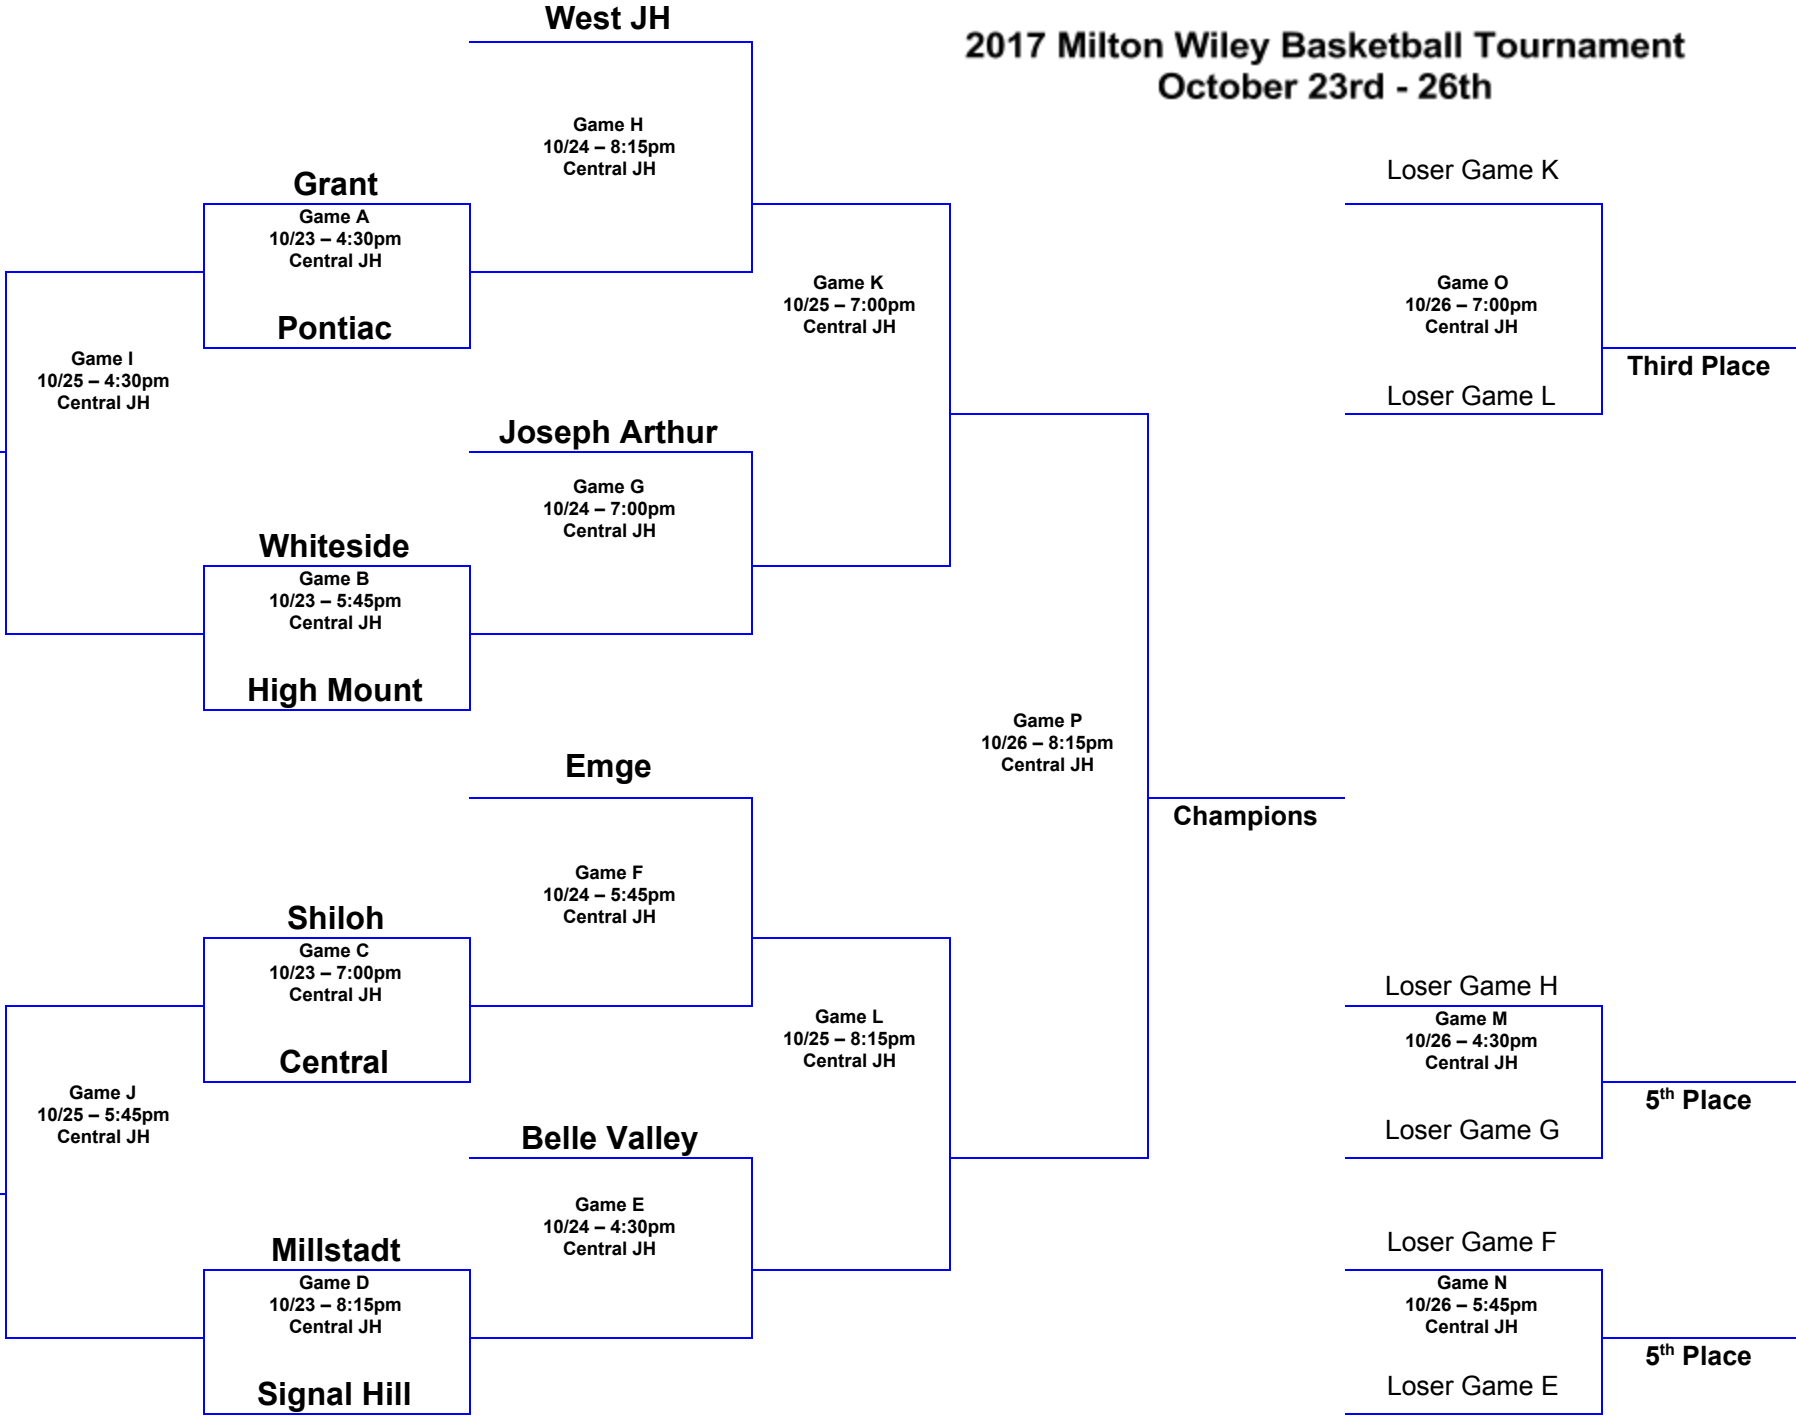 West JH
2017 Milton Wiley Basketball Tournament
October 23rd - 26th
Game H
10/24 – 8:15pm
Central JH
Loser Game K
Grant
Game A
10/23 – 4:30pm
Central JH
Game K
10/25 – 7:00pm
Central JH
Game O
10/26 – 7:00pm
Central JH
Pontiac
Game I
10/25 – 4:30pm
Central JH
Third Place
Loser Game L
Joseph Arthur
Game G
10/24 – 7:00pm
Central JH
Whiteside
Game B
10/23 – 5:45pm
Central JH
High Mount
Game P
10/26 – 8:15pm
Central JH
Emge
Champions
Game F
10/24 – 5:45pm
Central JH
Shiloh
Game C
10/23 – 7:00pm
Central JH
Loser Game H
Game L
10/25 – 8:15pm
Central JH
Game M
10/26 – 4:30pm
Central JH
Central
Game J
10/25 – 5:45pm
Central JH
5th Place
Belle Valley
Loser Game G
Game E
10/24 – 4:30pm
Central JH
Millstadt
Loser Game F
Game D
10/23 – 8:15pm
Central JH
Game N
10/26 – 5:45pm
Central JH
5th Place
Signal Hill
Loser Game E